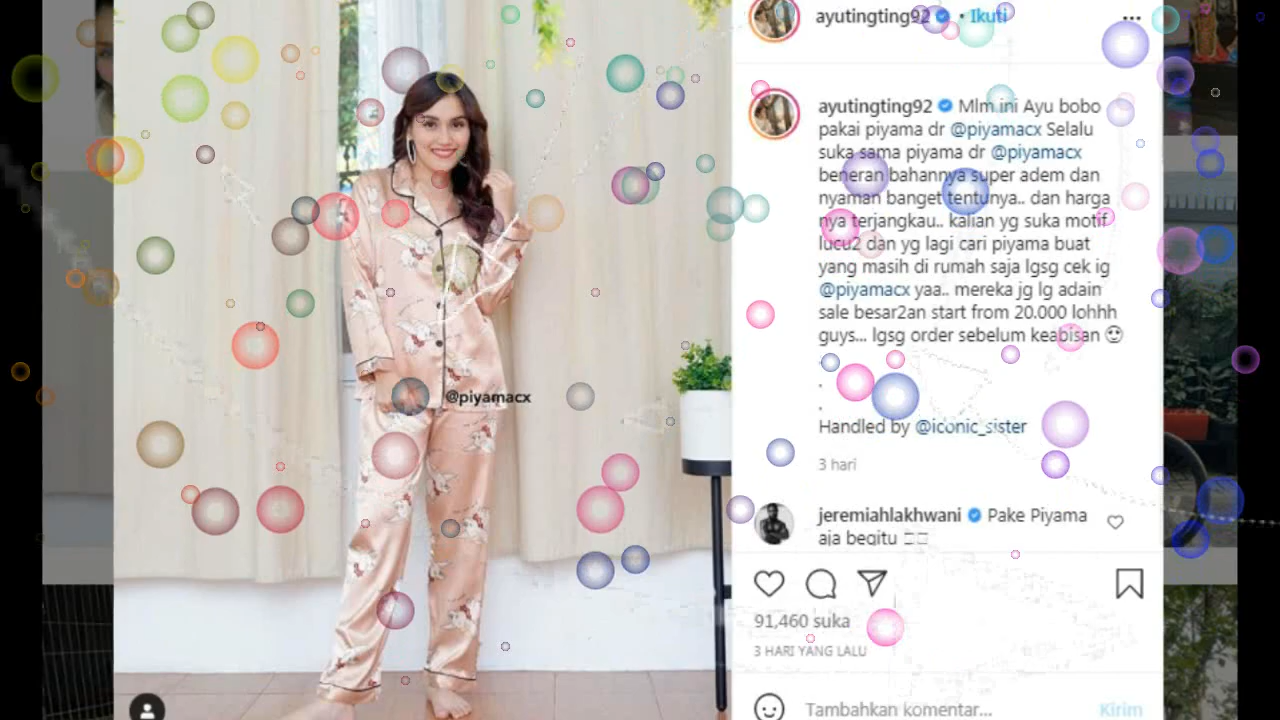 ayutingting92 • Ikuti
ayutingting92 Mlm ini Ayu bobo
pakai piyama dr @piyamacx Selalu
suka sama piyama dr @piyamacx
beneran bahannya super adem dan
nyaman banget tentunya.. dan harga
nya terjangkau.. kalian yg suka motif
lucu2 dan yg lagi cari piyama buat
yang masih di rumah saja lgsg cek ig
@piyamacx yaa.. mereka jg lg adain
sale besar2an start from 20.000 lohhh
guys... lgsg order sebelum keabisan
.
.
Handled by @iconic_sister
3 hari
jeremiahlakhwani Pake Piyama
aja begitu
91,460 suka
3 HARI YANG LALU
Tambahkan komentar... Kirim
@piyamacx